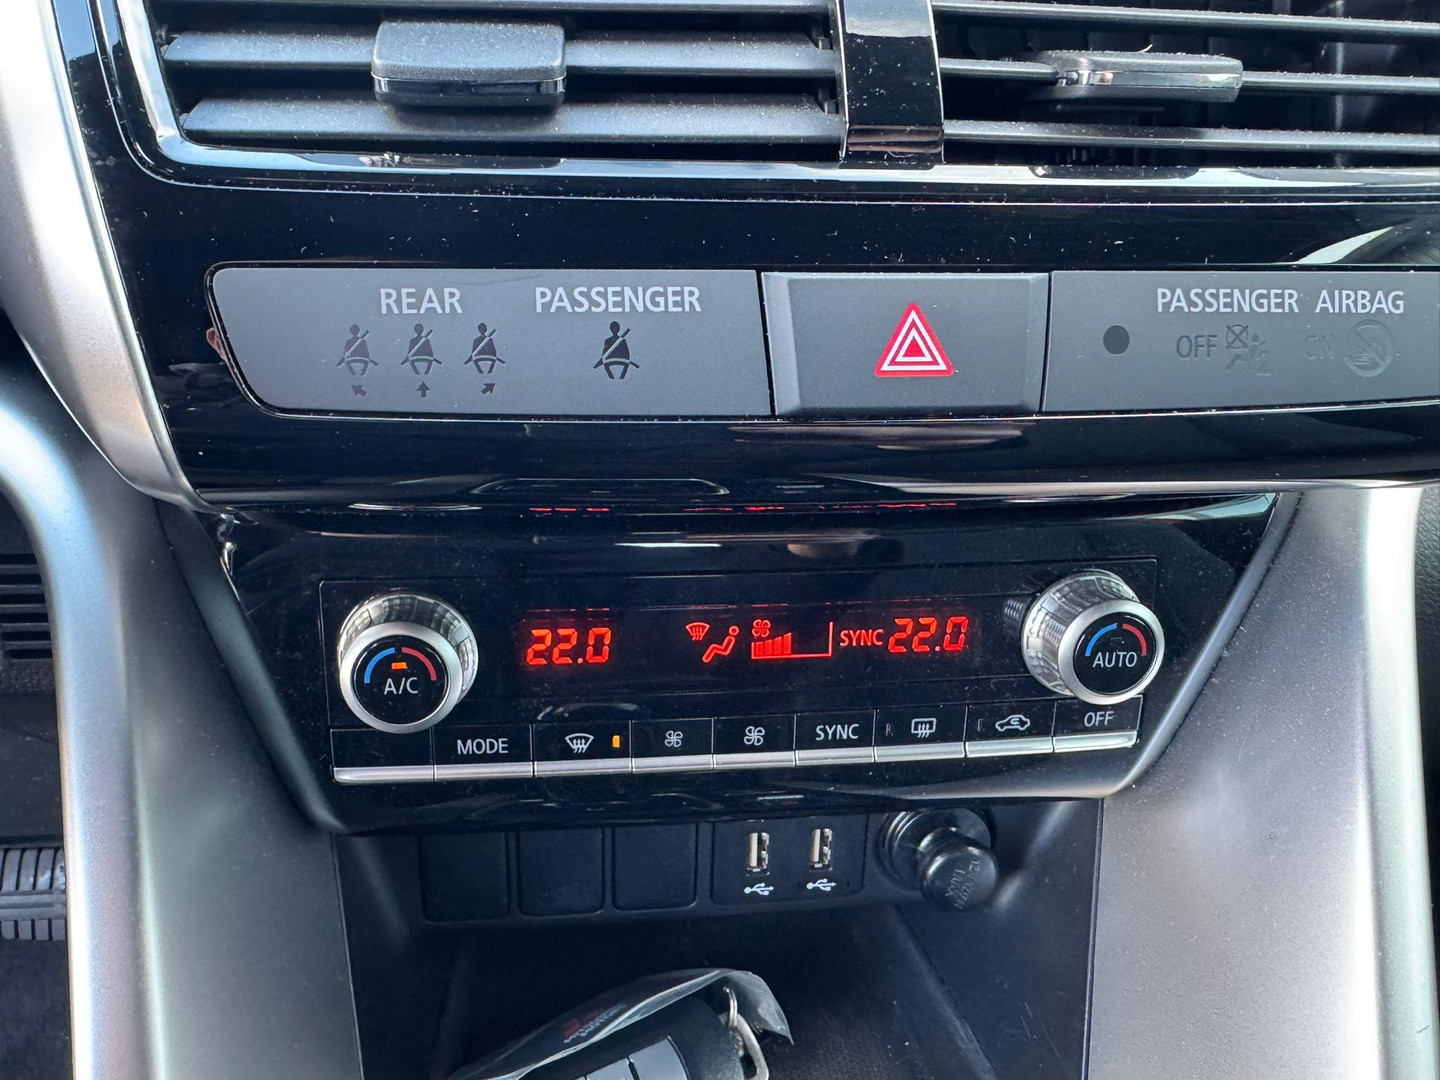 REAR PASSENGER
PASSENGER AIRBAG
OFF ON
22.0 SYNC 22.0
A/C AUTO
MODE SYNC OFF